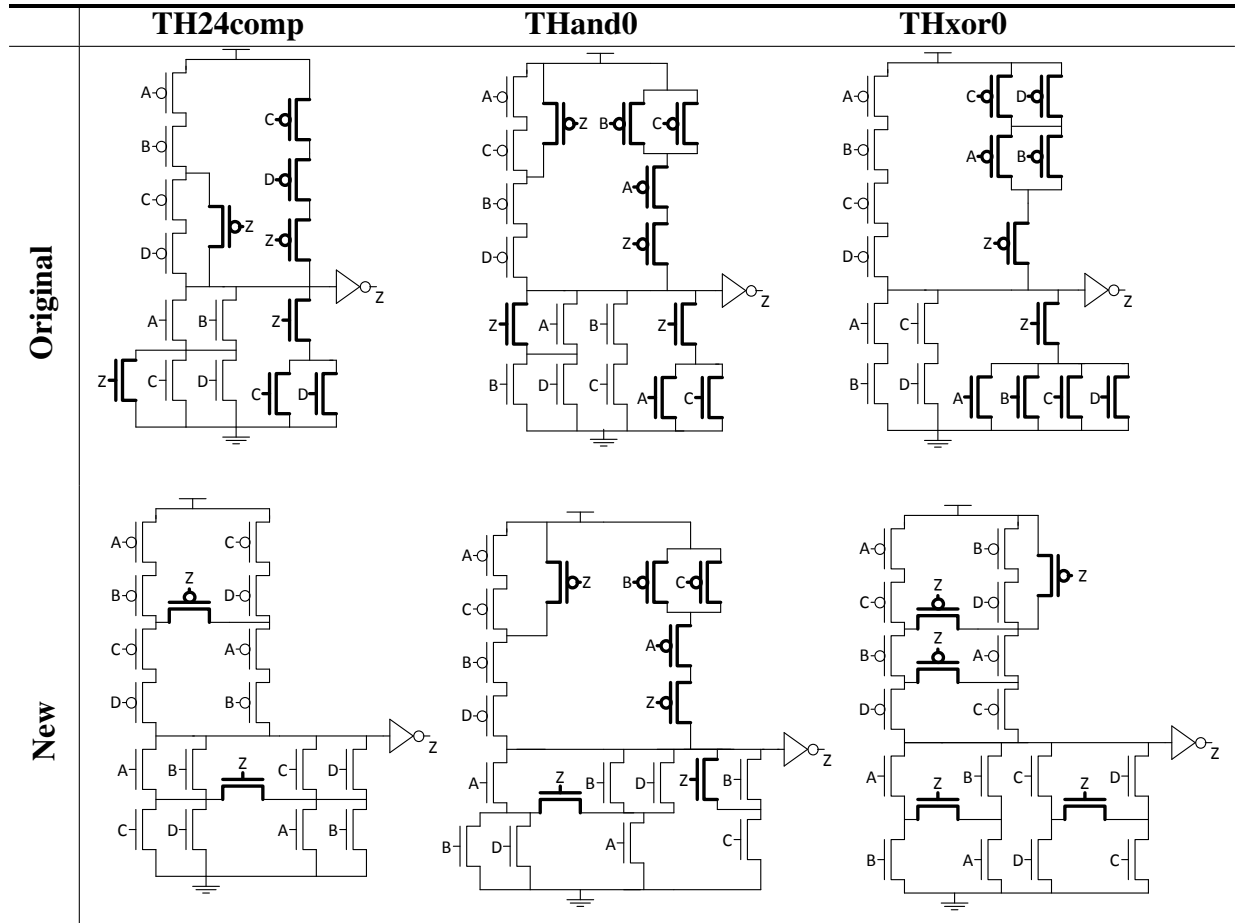 TH24comp THand0 THxor0
Original
A
C
B
D
C
Z
D Z
Z
A B Z
Z C D C D
A Z B C
C
A
B
D Z
Z
Z A B Z
B D C A C
A C D
B A B
C
D Z
Z
A C Z
B D A B C D
New
A C
Z
B D
C A
D B
Z
A B Z C D
C D A B
A
Z B C
C
B A
D Z
Z
A Z B D Z B
B D A C
A B
Z
Z
C D
Z
B A
D C
Z
A Z B C Z D
B A D C